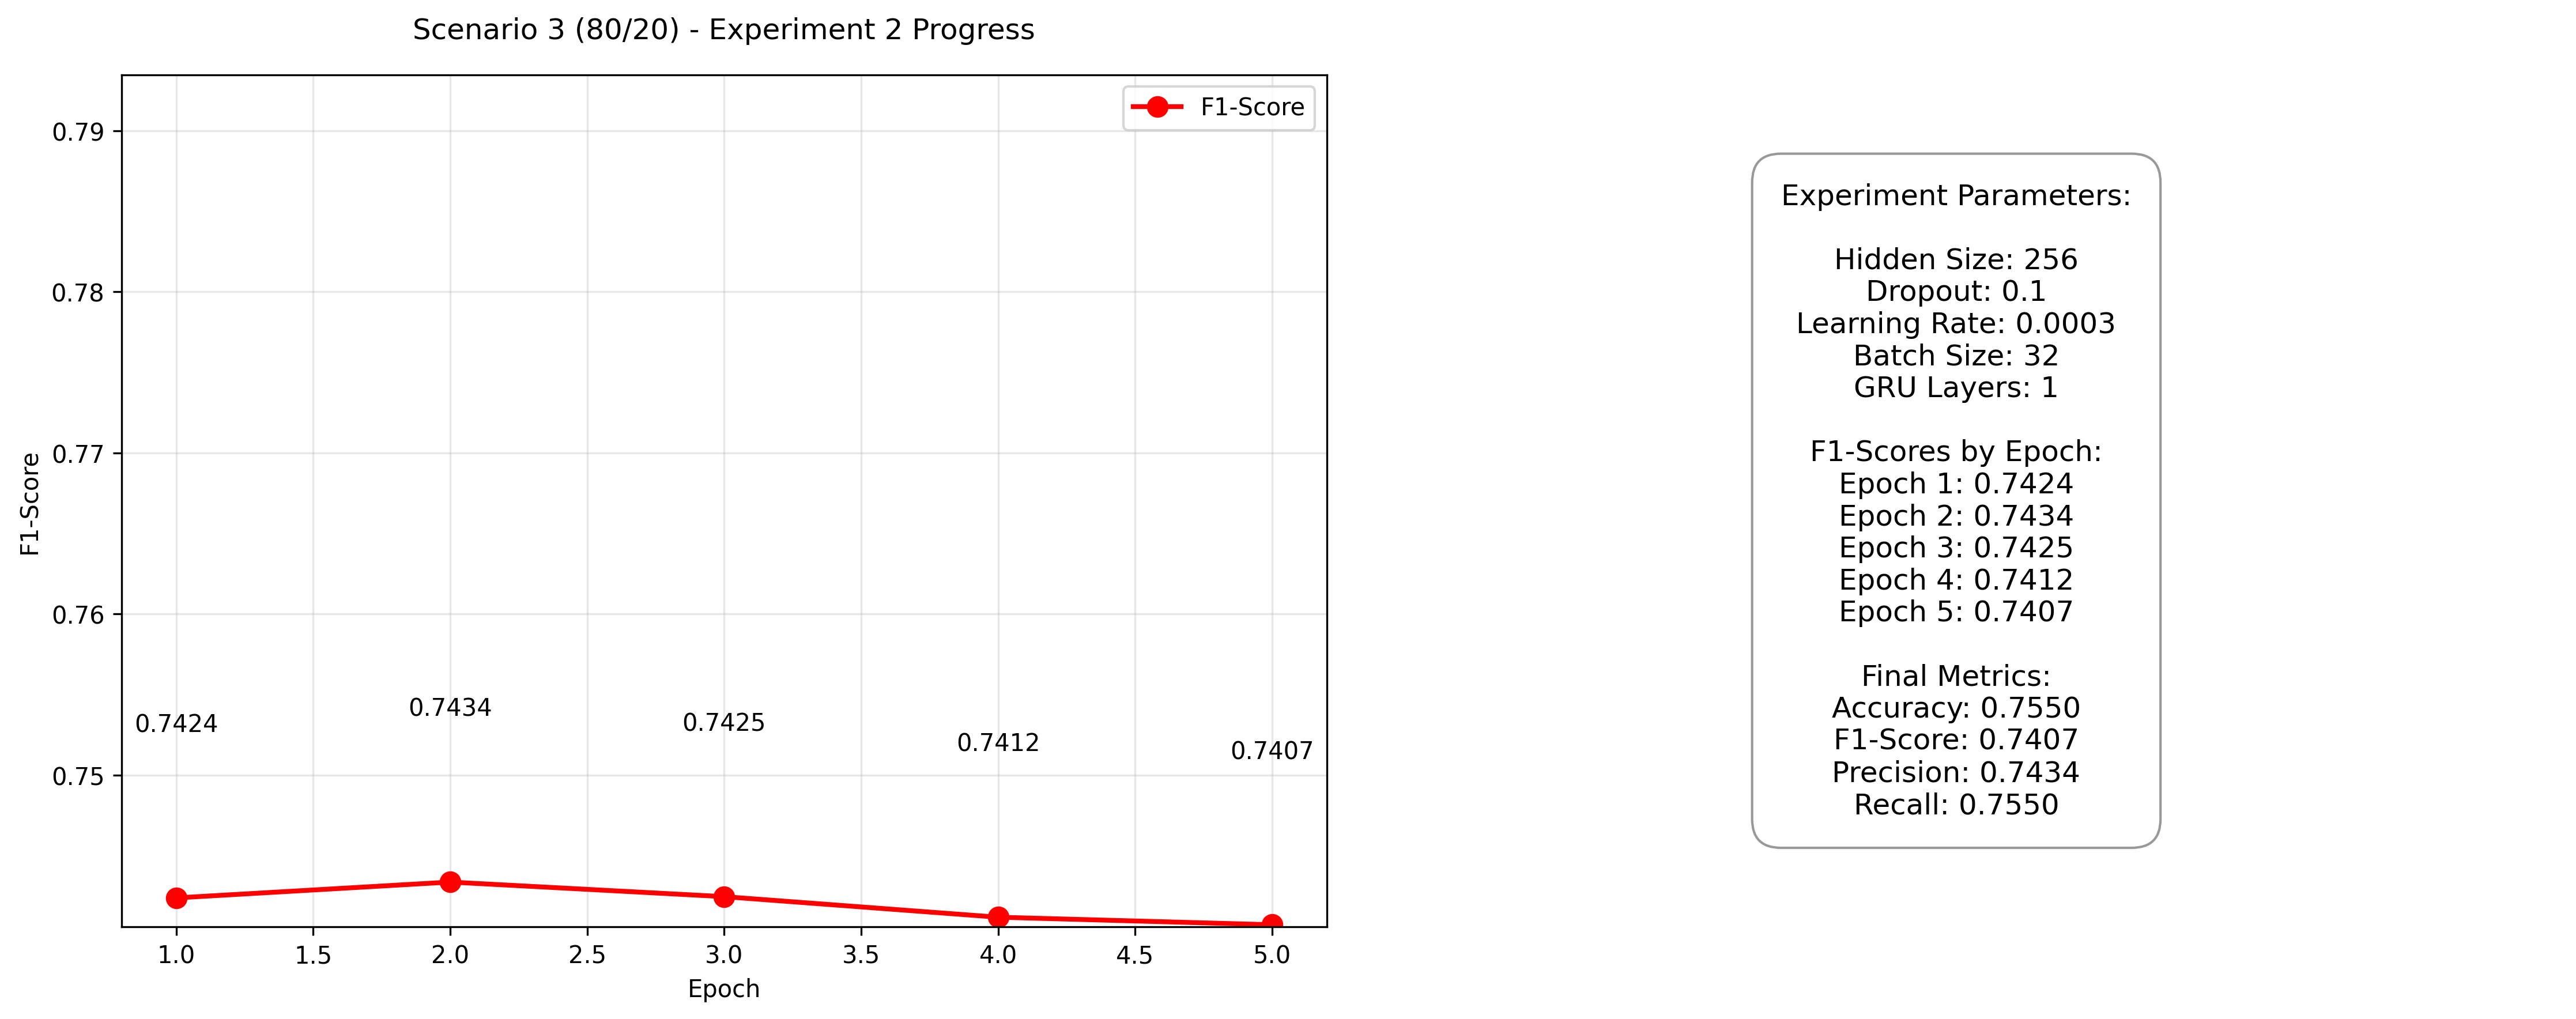 Scenario 3 (80/20) - Experiment 2 Progress
F1-Score
0.79
0.78
0.77
0.76
0.75
F1-Score
0.7424
0.7434
0.7425
0.7412
0.7407
1.0
1.5
2.0
2.5
3.0
3.5
4.0
4.5
5.0
Epoch
Experiment Parameters:
Hidden Size: 256
Dropout: 0.1
Learning Rate: 0.0003
Batch Size: 32
GRU Layers: 1
F1-Scores by Epoch:
Epoch 1: 0.7424
Epoch 2: 0.7434
Epoch 3: 0.7425
Epoch 4: 0.7412
Epoch 5: 0.7407
Final Metrics:
Accuracy: 0.7550
F1-Score: 0.7407
Precision: 0.7434
Recall: 0.7550